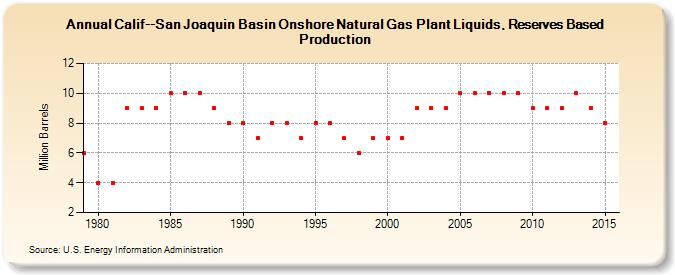 Annual Calif--San Joaquin Basin Onshore Natural Gas Plant Liquids, Reserves Based
Production
Million Barrels
12
10
8
6
4
2
1980 1985 1990 1995 2000 2005 2010 2015
Source: U.S. Energy Information Administration